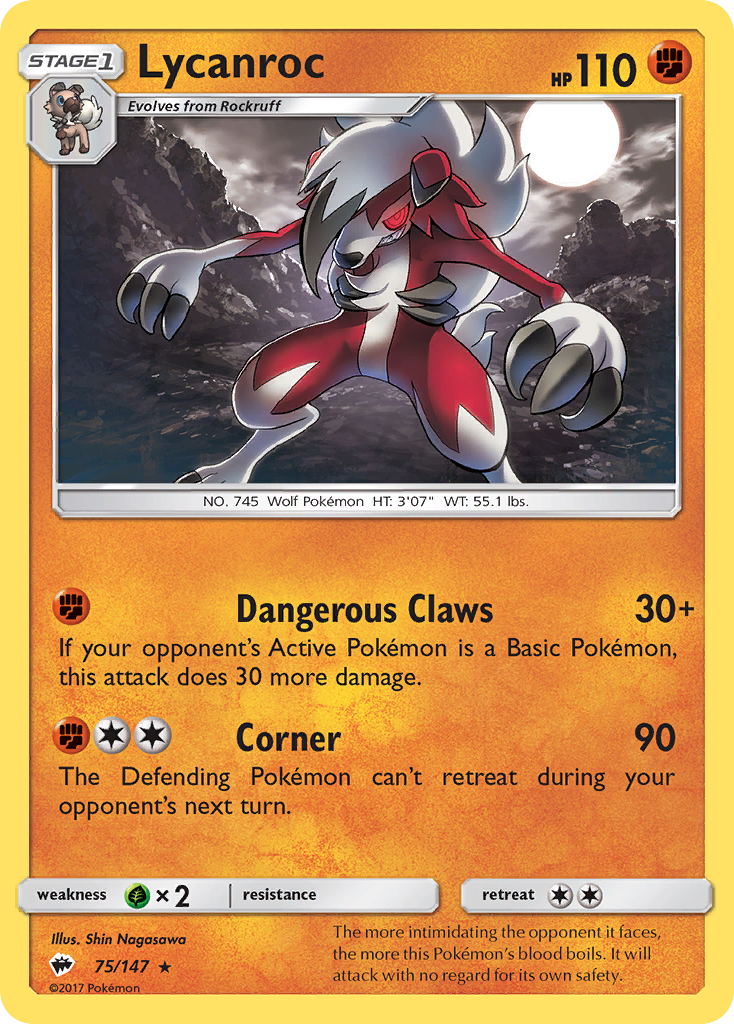 STAGE1
Lycanroc
HP 110
Evolves from Rockruff
NO. 745 Wolf Pokémon HT: 3'07" WT: 55.1 lbs.
Dangerous Claws 30+
If your opponent's Active Pokémon is a Basic Pokémon,
this attack does 30 more damage.
Corner 90
The Defending Pokémon can't retreat during your
opponent's next turn.
weakness ×2 resistance retreat
Illus. Shin Nagasawa
75/147 ★
©2017 Pokémon
The more intimidating the opponent it faces,
the more this Pokémon's blood boils. It will
attack with no regard for its own safety.